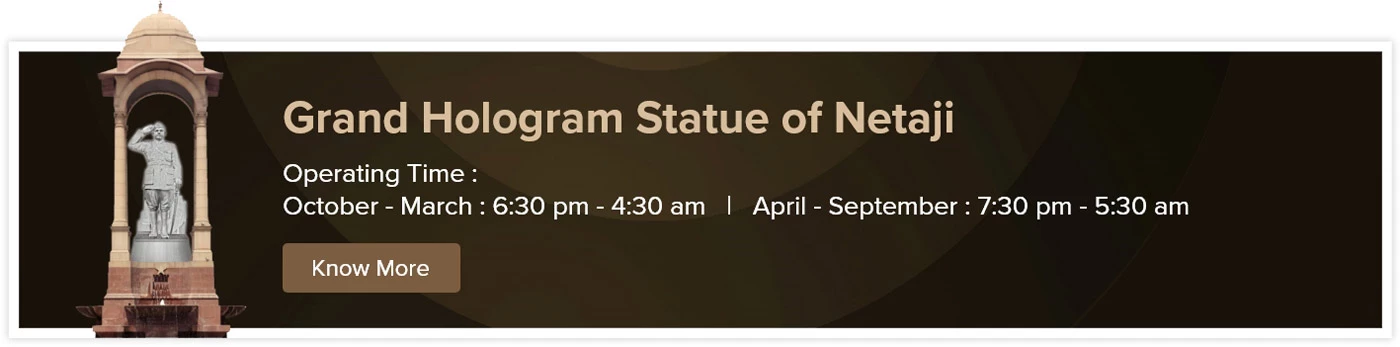 Grand Hologram Statue of Netaji
Operating Time :
October - March : 6:30 pm - 4:30 am | April - September : 7:30 pm - 5:30 am
Know More